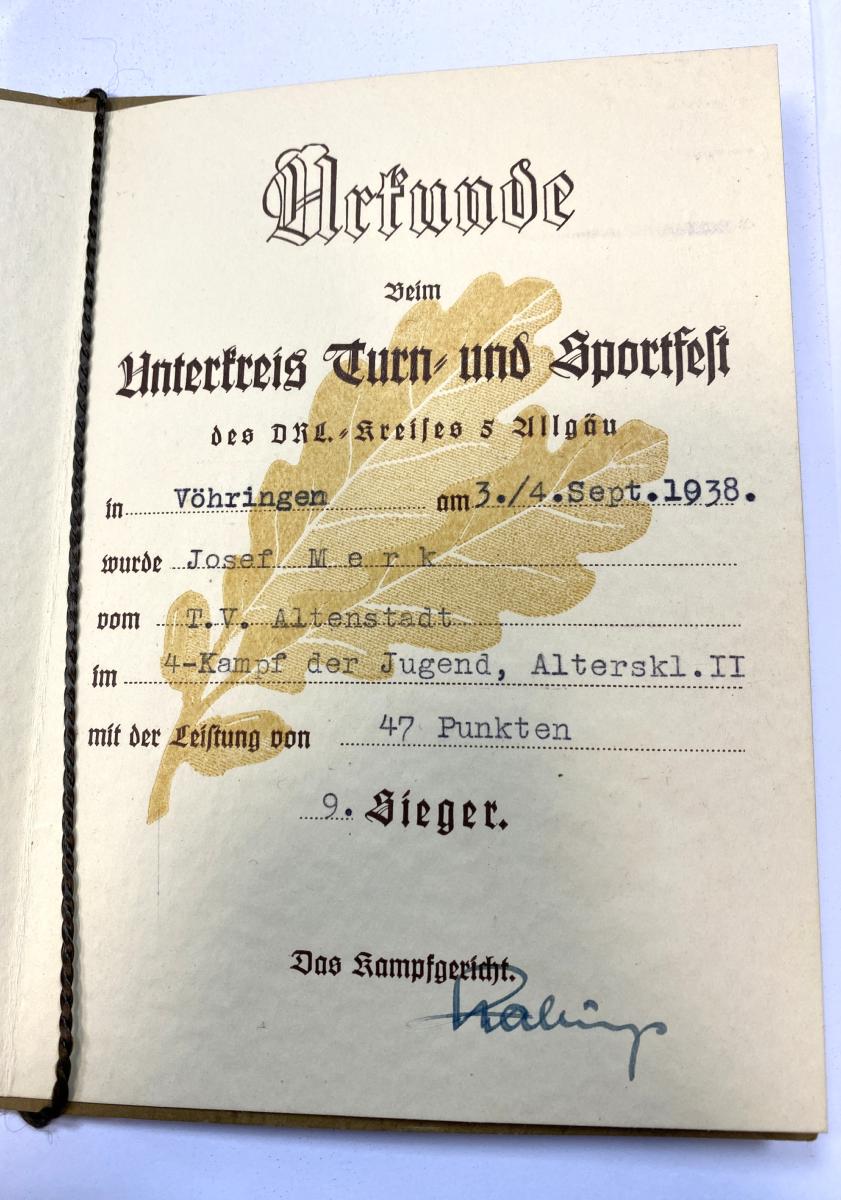 Urkunde
Beim
Unterkreis Turn- und Sportfest
des DRL.-Kreises 5 Allgäu
in Vöhringen am 3./4.Sept.1938.
wurde Josef Merk
vom T.V. Altenstadt
im 4-Kampf der Jugend, Alterskl.II
mit der Leistung von 47 Punkten
9. Sieger.
Das Kampfgericht.